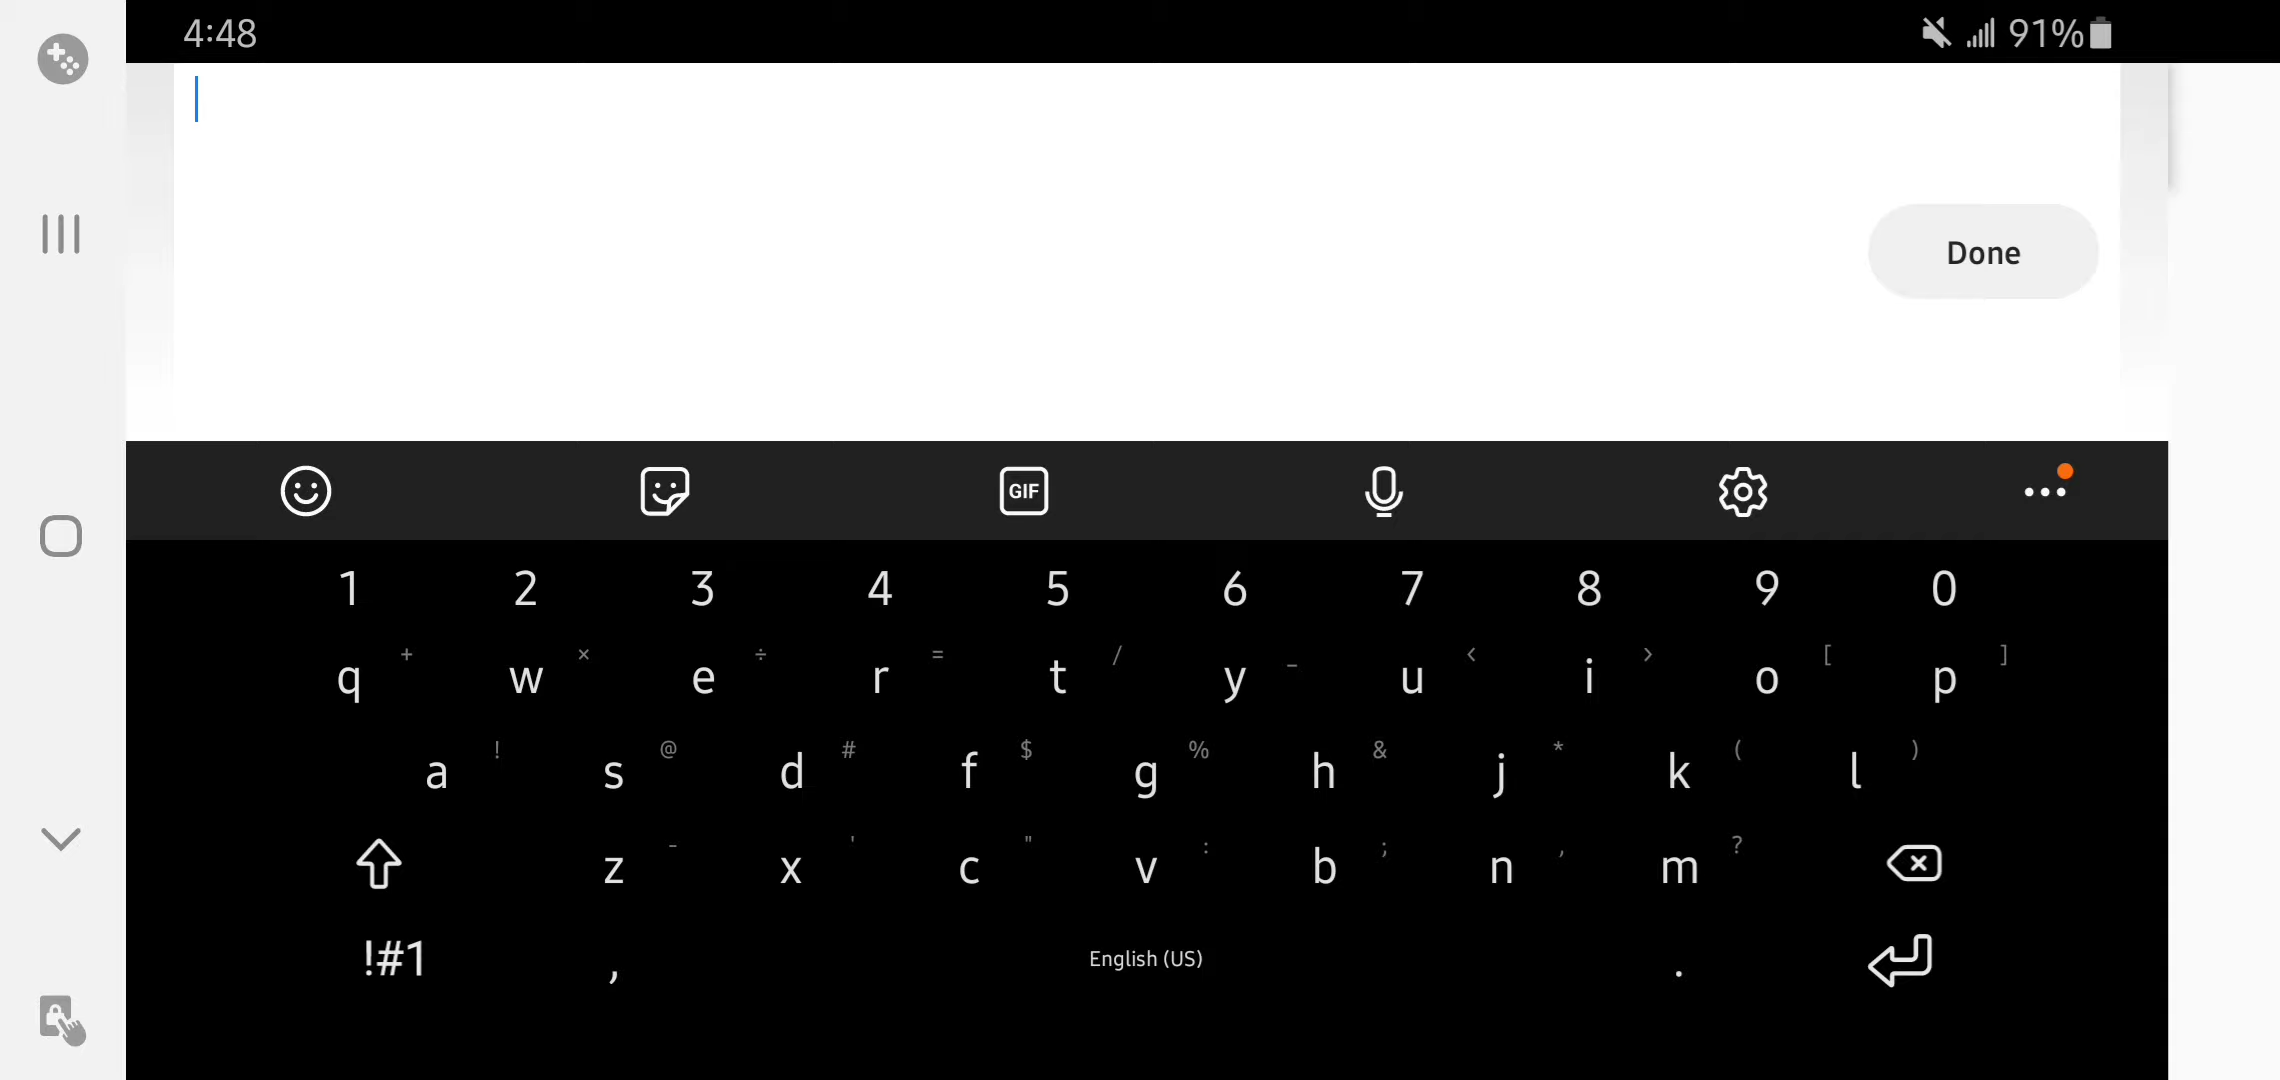 4:48 91%
Done
GIF
1 2 3 4 5 6 7 8 9 0
q + w × e ÷ r = t / y _ u < i > o [ p ]
a ! s @ d # f $ g % h & j * k ( l )
z - x ' c " v : b ; n , m ?
!#1 , English (US) .